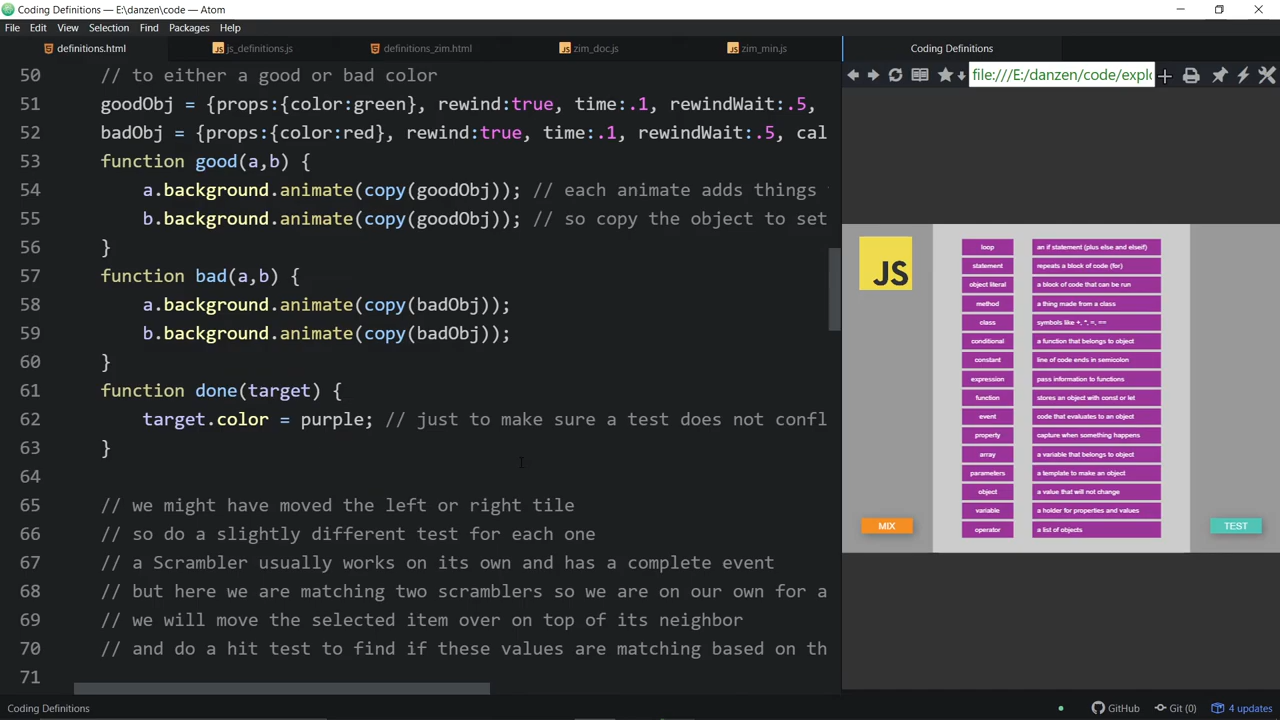 Coding Definitions — E:\danzen\code — Atom
File Edit View Selection Find Packages Help
definitions.html
js_definitions.js
definitions_zim.html
zim_doc.js
zim_min.js
Coding Definitions
file:///E:/danzen/code/explo
50 // to either a good or bad color
51 goodObj = {props:{color:green}, rewind:true, time:.1, rewindWait:.5,
52 badObj = {props:{color:red}, rewind:true, time:.1, rewindWait:.5, cal
53 function good(a,b) {
54 a.background.animate(copy(goodObj)); // each animate adds things
55 b.background.animate(copy(goodObj)); // so copy the object to set
56 }
57 function bad(a,b) {
58 a.background.animate(copy(badObj));
59 b.background.animate(copy(badObj));
60 }
61 function done(target) {
62 target.color = purple; // just to make sure a test does not confl
63 }
64
65 // we might have moved the left or right tile
66 // so do a slightly different test for each one
67 // a Scrambler usually works on its own and has a complete event
68 // but here we are matching two scramblers so we are on our own for a
69 // we will move the selected item over on top of its neighbor
70 // and do a hit test to find if these values are matching based on th
71
JS
loop an if statement (plus else and elseif)
statement repeats a block of code (for)
object literal a block of code that can be run
method a thing made from a class
class symbols like +, *, =, ==
conditional a function that belongs to object
constant line of code ends in semicolon
expression pass information to functions
function stores an object with const or let
event code that evaluates to an object
property capture when something happens
array a variable that belongs to object
parameters a template to make an object
object a value that will not change
variable a holder for properties and values
operator a list of objects
MIX
TEST
Coding Definitions
GitHub
Git (0)
4 updates